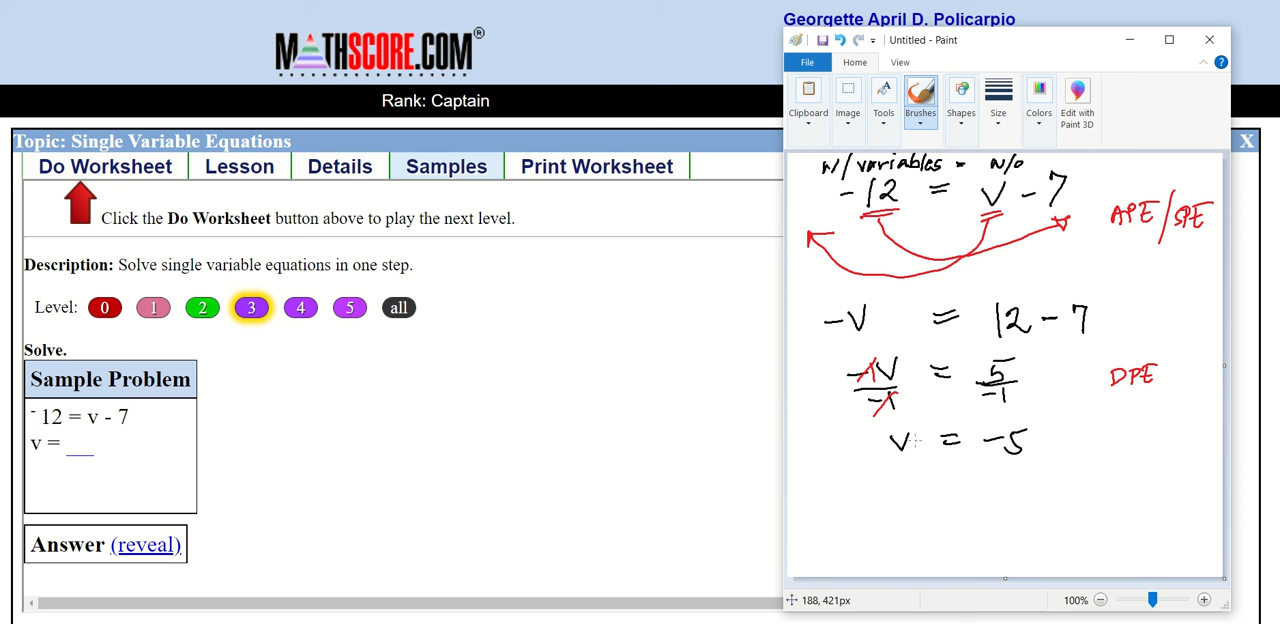 MATHSCORE.COM®
Rank: Captain
Topic: Single Variable Equations
X
Do Worksheet
Lesson
Details
Samples
Print Worksheet
Click the Do Worksheet button above to play the next level.
Description: Solve single variable equations in one step.
Level: 0 1 2 3 4 5 all
Solve.
Sample Problem
-12 = v - 7
v = __
Answer (reveal)
Georgette April D. Policarpio
Untitled - Paint
File
Home
View
Clipboard
Image
Tools
Brushes
Shapes
Size
Colors
Edit with
Paint 3D
w/ variables = w/o
-12 = v - 7
APE/SPE
-v = 12 - 7
-1v = 5
-1 -1
DPE
v = -5
188, 421px
100%